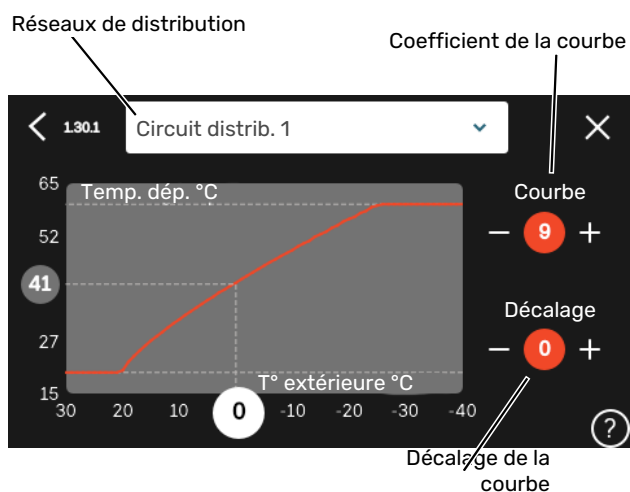 Réseaux de distribution
Coefficient de la courbe
1.30.1
Circuit distrib. 1
65
Temp. dép. °C
52
41
27
15
T° extérieure °C
30 20 10 0 -10 -20 -30 -40
Courbe
9
Décalage
0
?
Décalage de la
courbe